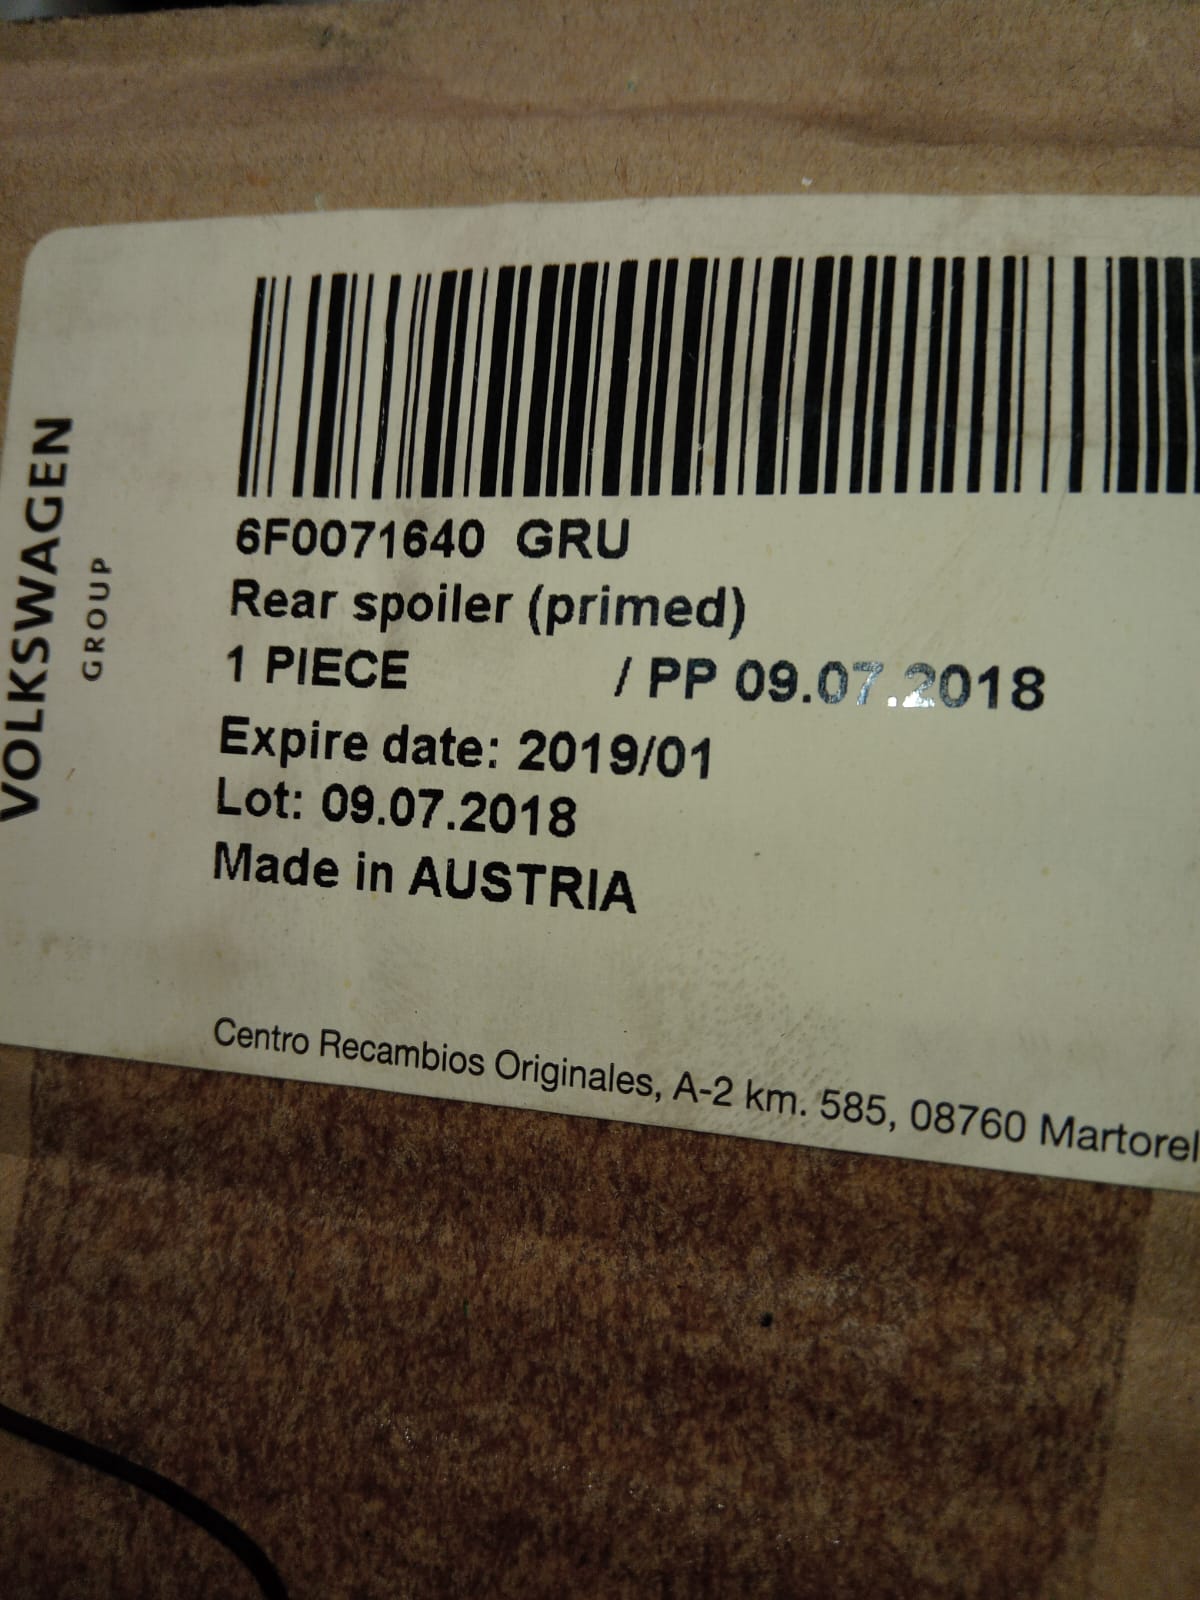 VOLKSWAGEN
GROUP
6F0071640 GRU
Rear spoiler (primed)
1 PIECE / PP 09.07.2018
Expire date: 2019/01
Lot: 09.07.2018
Made in AUSTRIA
Centro Recambios Originales, A-2 km. 585, 08760 Martorel